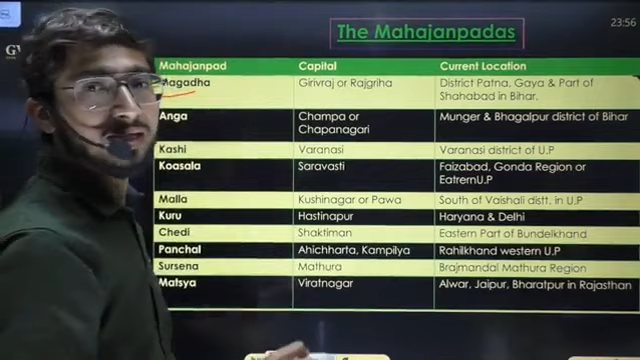 The Mahajanpadas
23:56
GV
Mahajanpad Capital Current Location
Magadha Girivraj or Rajgriha District Patna, Gaya & Part of
Shahabad in Bihar.
Anga Champa or Munger & Bhagalpur district of Bihar
Chapanagari
Kashi Varanasi Varanasi district of U.P
Koasala Saravasti Faizabad, Gonda Region or
EatrernU.P
Malla Kushinagar or Pawa South of Vaishali distt. in U.P
Kuru Hastinapur Haryana & Delhi
Chedi Shaktiman Eastern Part of Bundelkhand
Panchal Ahichharta, Kampilya Rahilkhand western U.P
Sursena Mathura Brajmandal Mathura Region
Matsya Viratnagar Alwar, Jaipur, Bharatpur in Rajasthan